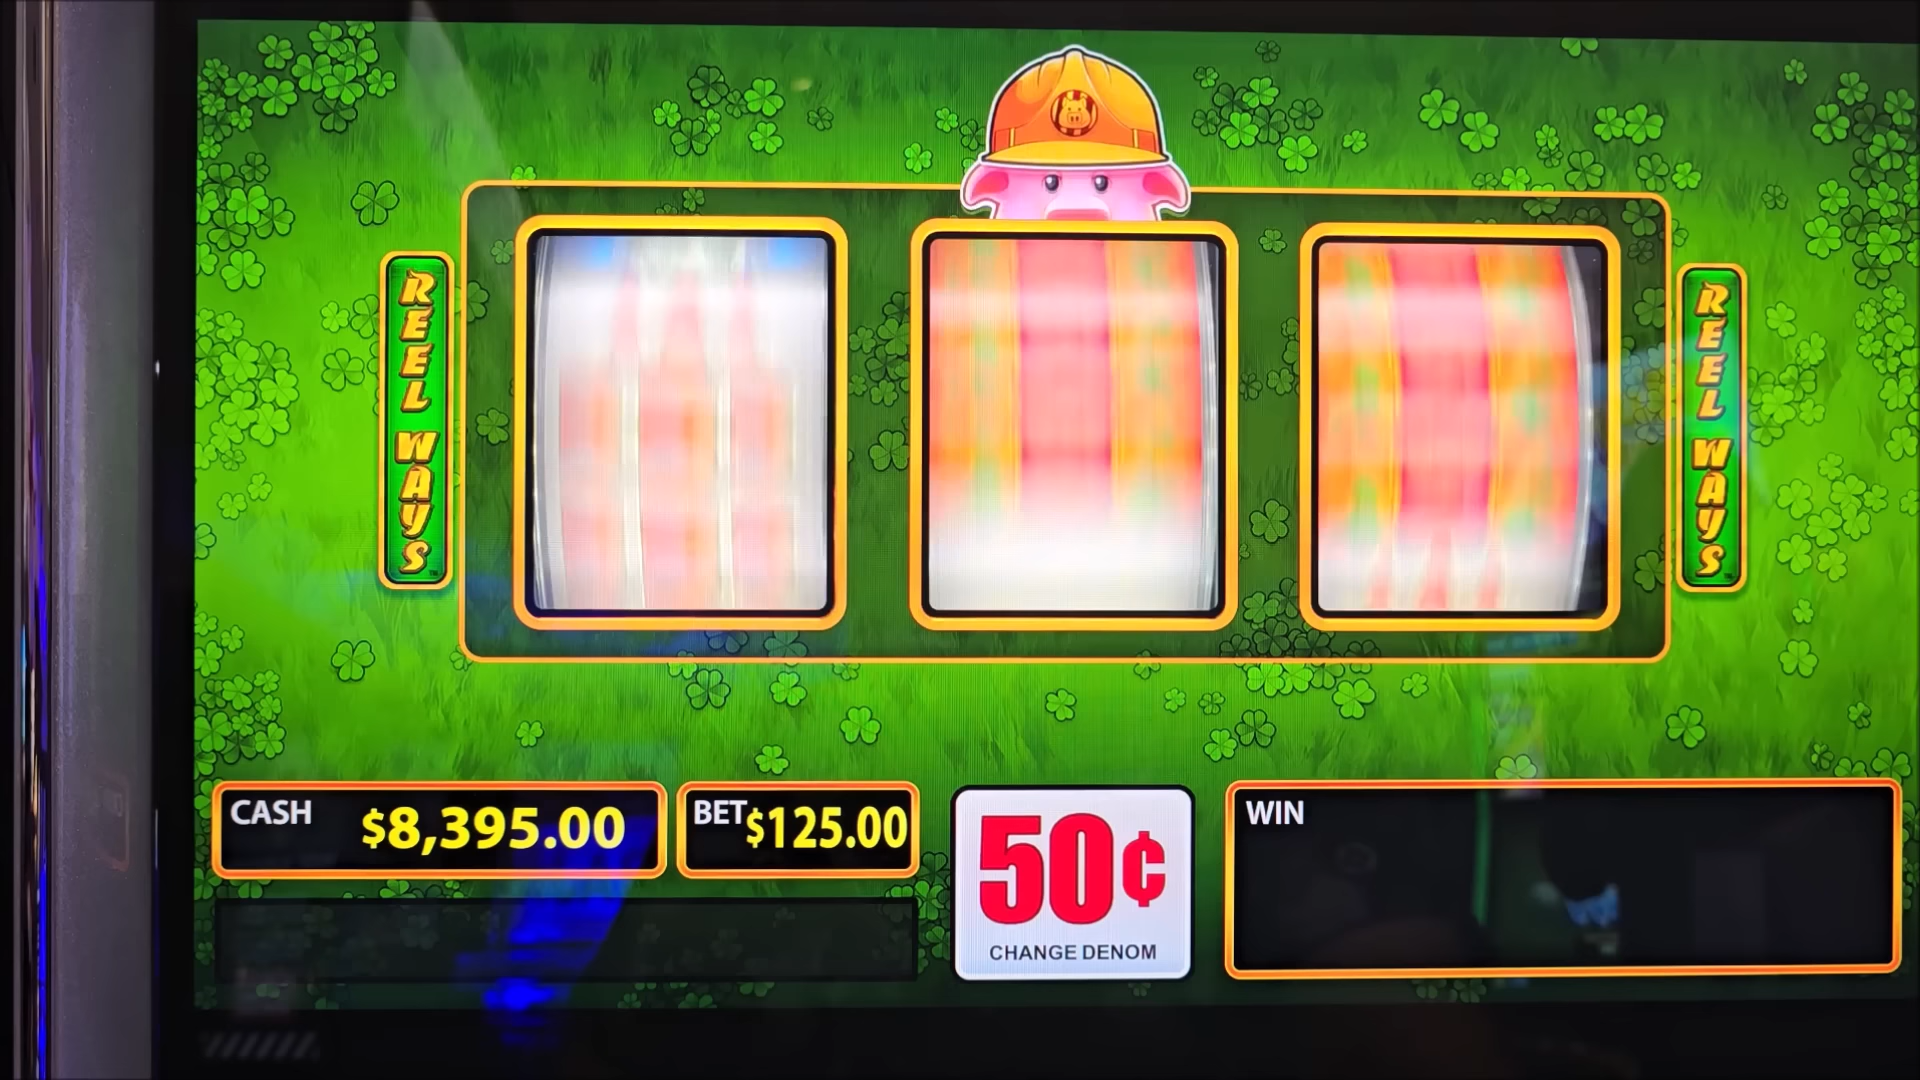 REEL WAYS
REEL WAYS
CASH $8,395.00
BET $125.00
50¢
CHANGE DENOM
WIN